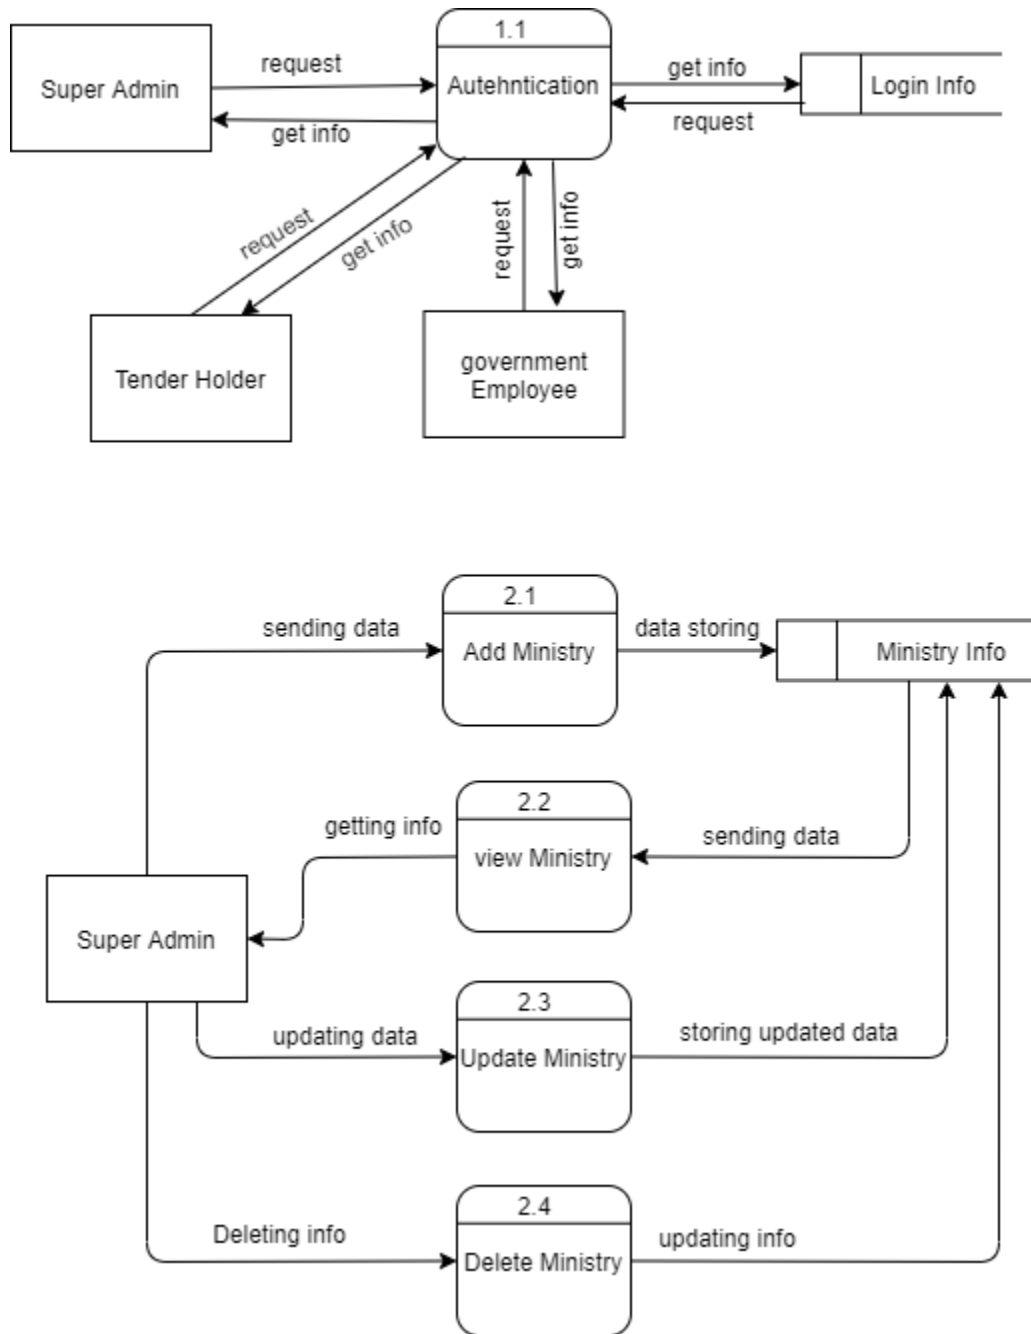 1.1
Super Admin
request
Autehntication
get info
Login Info
get info
request
request
get info
request
get info
Tender Holder
government
Employee
2.1
sending data
Add Ministry
data storing
Ministry Info
2.2
getting info
view Ministry
sending data
Super Admin
2.3
updating data
Update Ministry
storing updated data
2.4
Deleting info
Delete Ministry
updating info